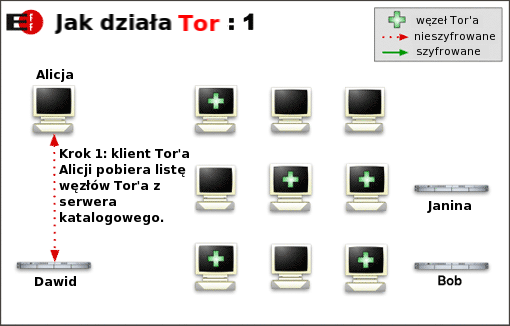 EFF Jak działa Tor : 1
węzeł Tor'a
nieszyfrowane
szyfrowane
Alicja
Krok 1: klient Tor'a
Alicji pobiera listę
węzłów Tor'a z
serwera
katalogowego.
Janina
Dawid
Bob